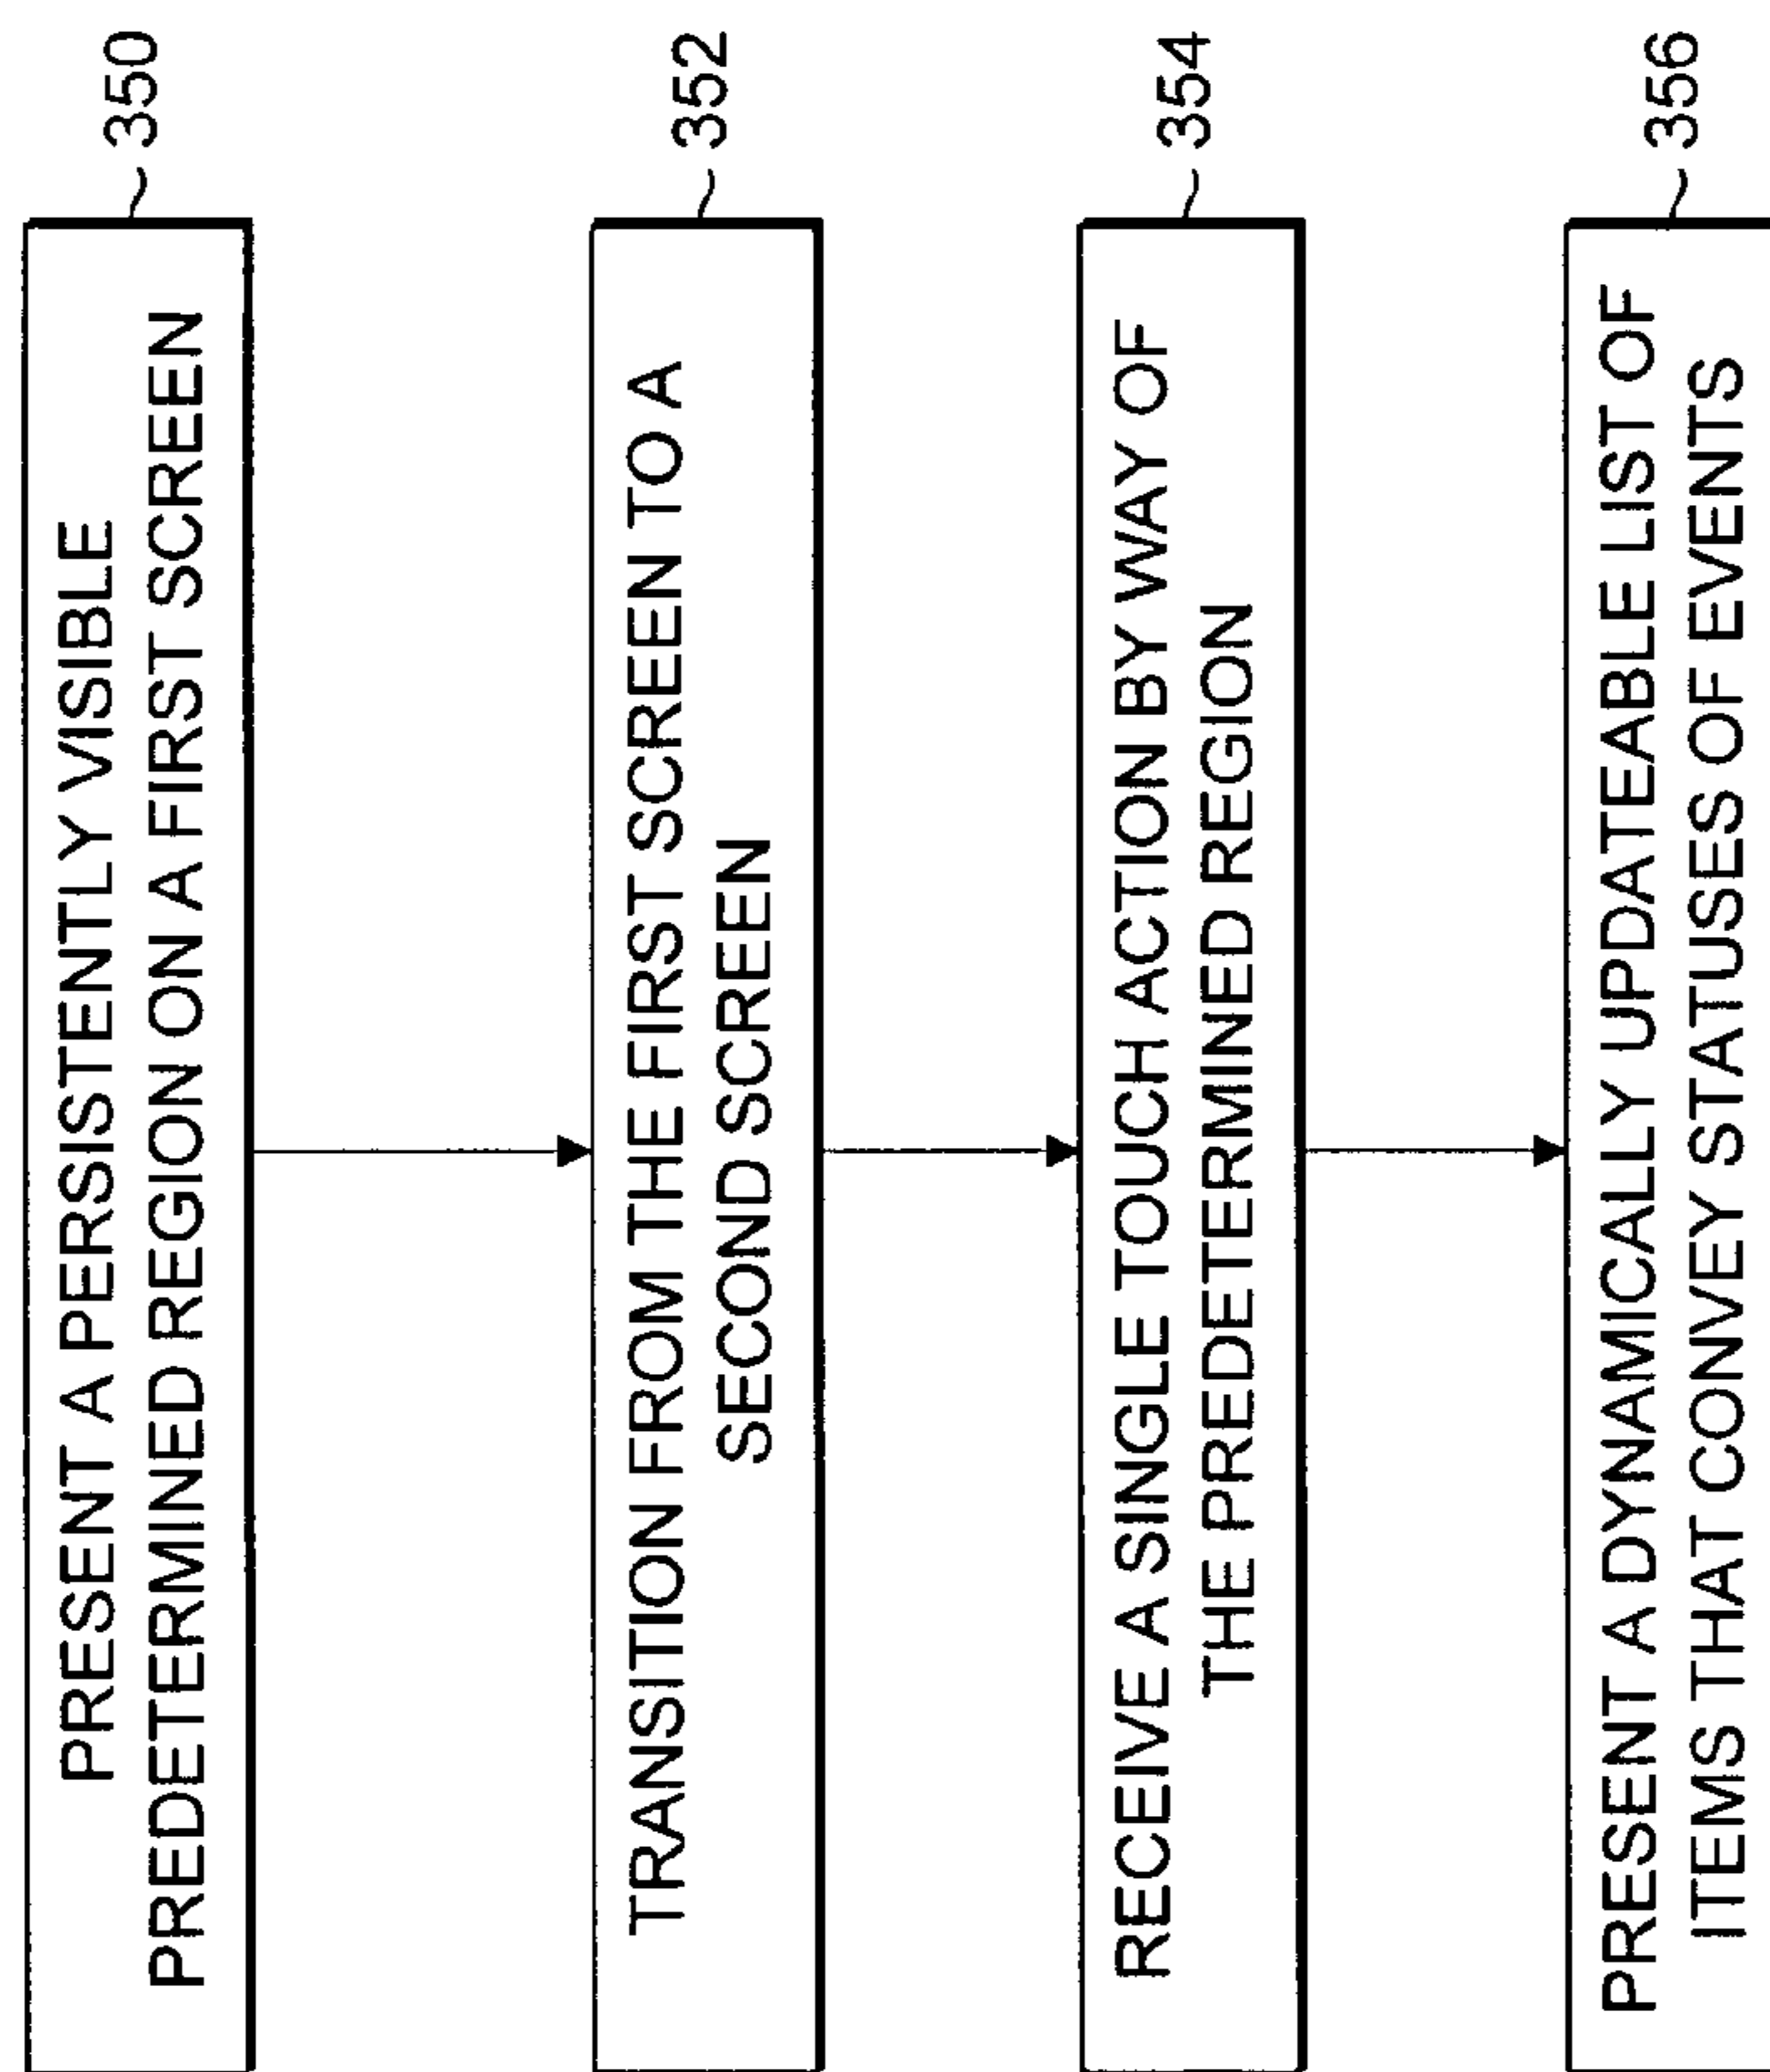 PRESENT A PERSISTENTLY VISIBLE
PREDETERMINED REGION ON A FIRST SCREEN
350
TRANSITION FROM THE FIRST SCREEN TO A
SECOND SCREEN
352
RECEIVE A SINGLE TOUCH ACTION BY WAY OF
THE PREDETERMINED REGION
354
PRESENT A DYNAMICALLY UPDATEABLE LIST OF
ITEMS THAT CONVEY STATUSES OF EVENTS
356